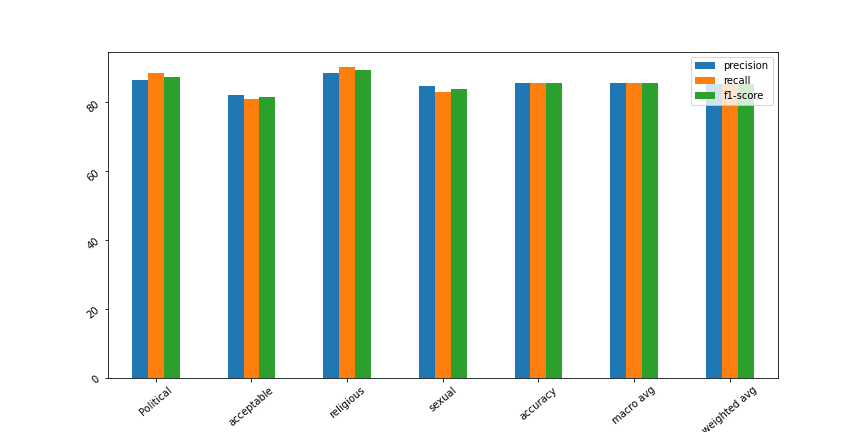 precision
recall
f1-score
80
60
40
20
0
Political
acceptable
religious
sexual
accuracy
macro avg
weighted avg